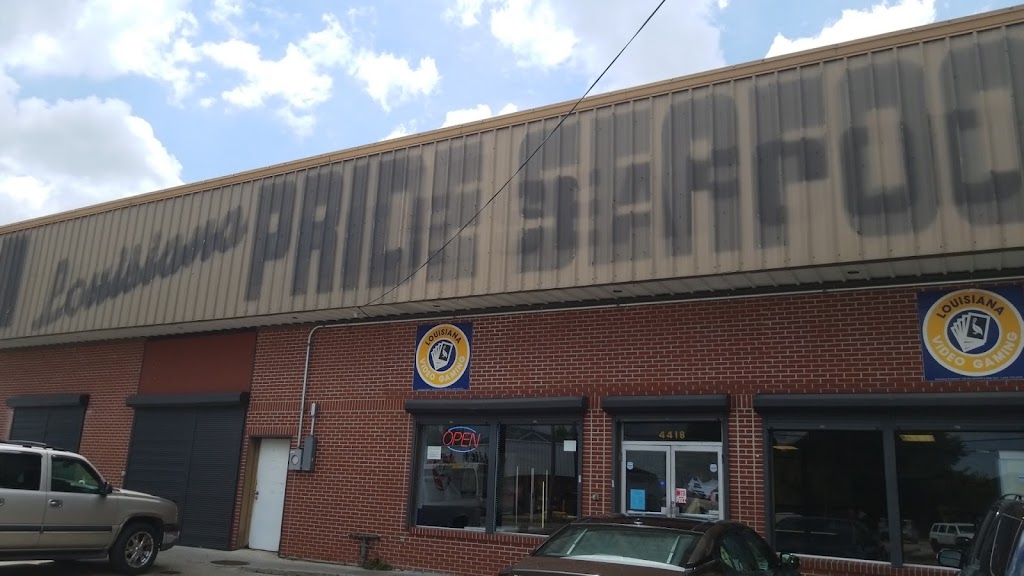 Louisiana PRIDE SEAFOO
LOUISIANA
VIDEO GAMING
LOUISIANA
VIDEO GAMING
OPEN
4418